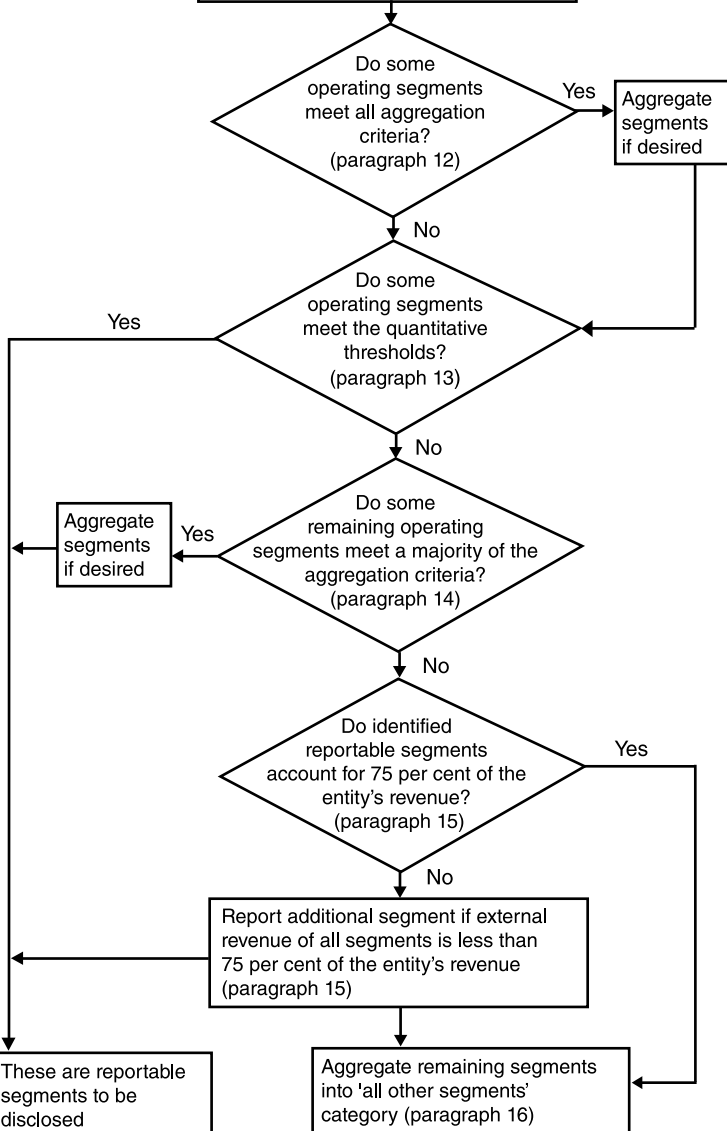 Do some
operating segments
meet all aggregation
criteria?
(paragraph 12)
Yes
Aggregate
segments
if desired
No
Do some
operating segments
meet the quantitative
thresholds?
(paragraph 13)
Yes
No
Do some
remaining operating
segments meet a majority of the
aggregation criteria?
(paragraph 14)
Yes
Aggregate
segments
if desired
No
Do identified
reportable segments
account for 75 per cent of the
entity’s revenue?
(paragraph 15)
Yes
No
Report additional segment if external
revenue of all segments is less than
75 per cent of the entity’s revenue
(paragraph 15)
These are reportable
segments to be
disclosed
Aggregate remaining segments
into 'all other segments’
category (paragraph 16)